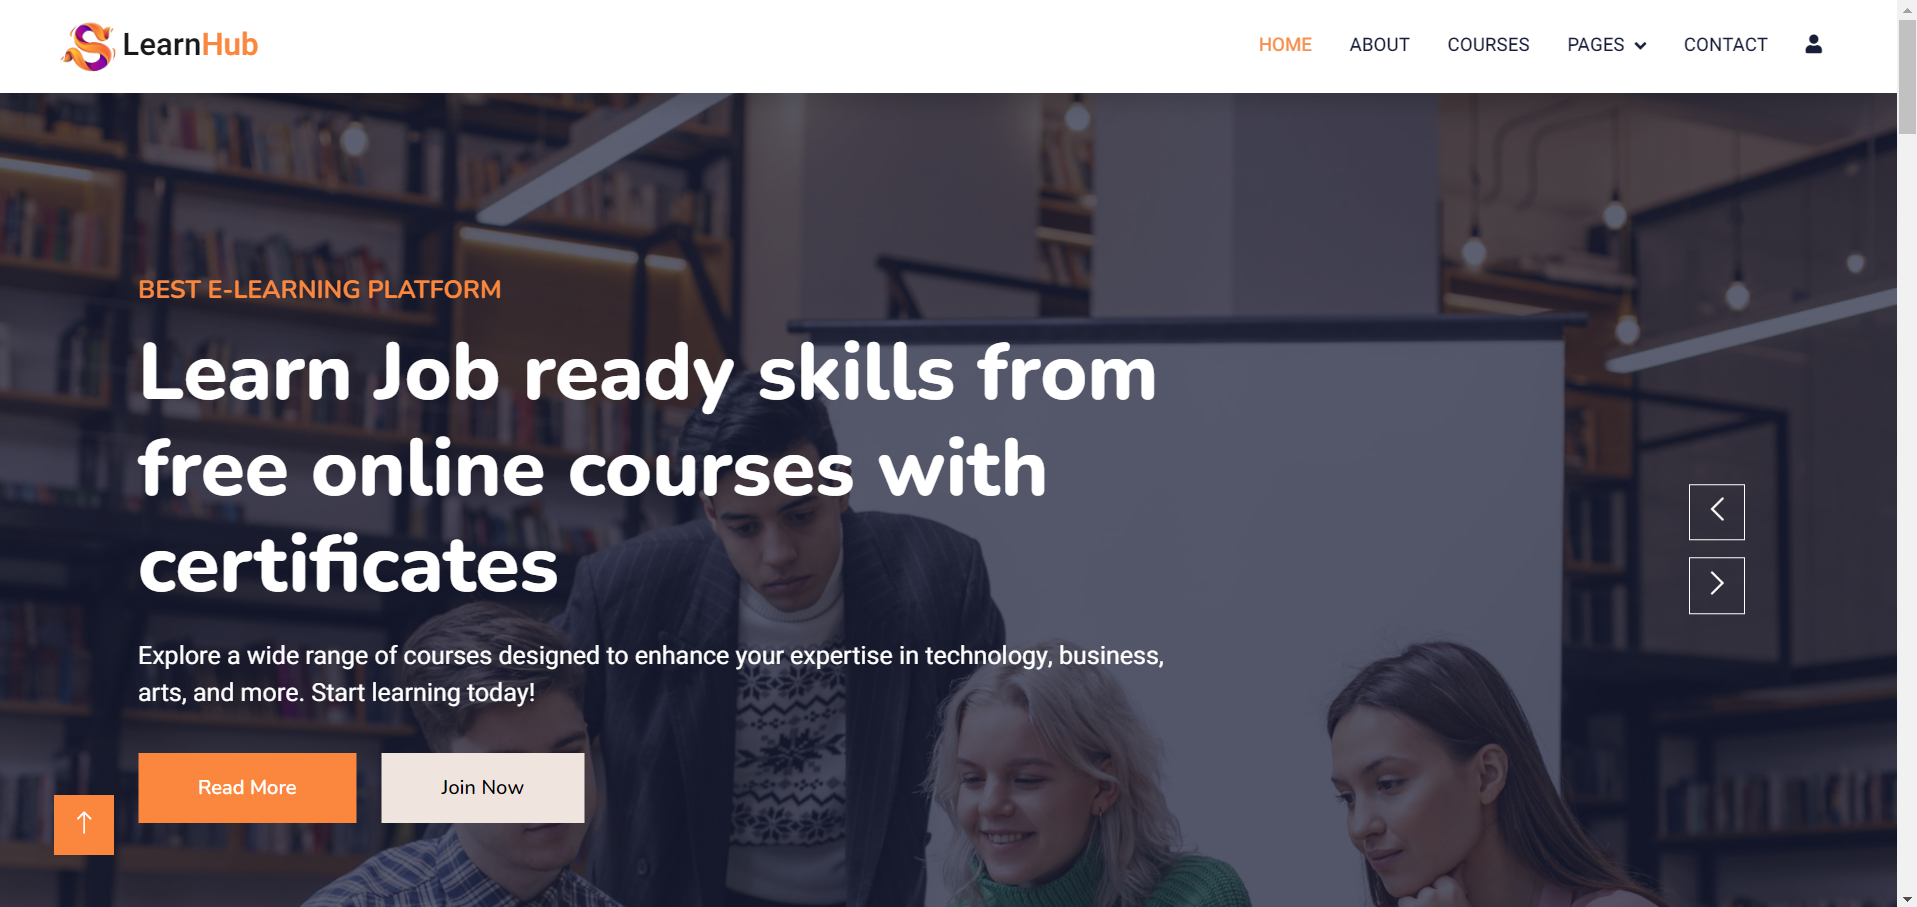 LearnHub
HOME ABOUT COURSES PAGES CONTACT
BEST E-LEARNING PLATFORM
Learn Job ready skills from
free online courses with
certificates
Explore a wide range of courses designed to enhance your expertise in technology, business,
arts, and more. Start learning today!
Read More Join Now